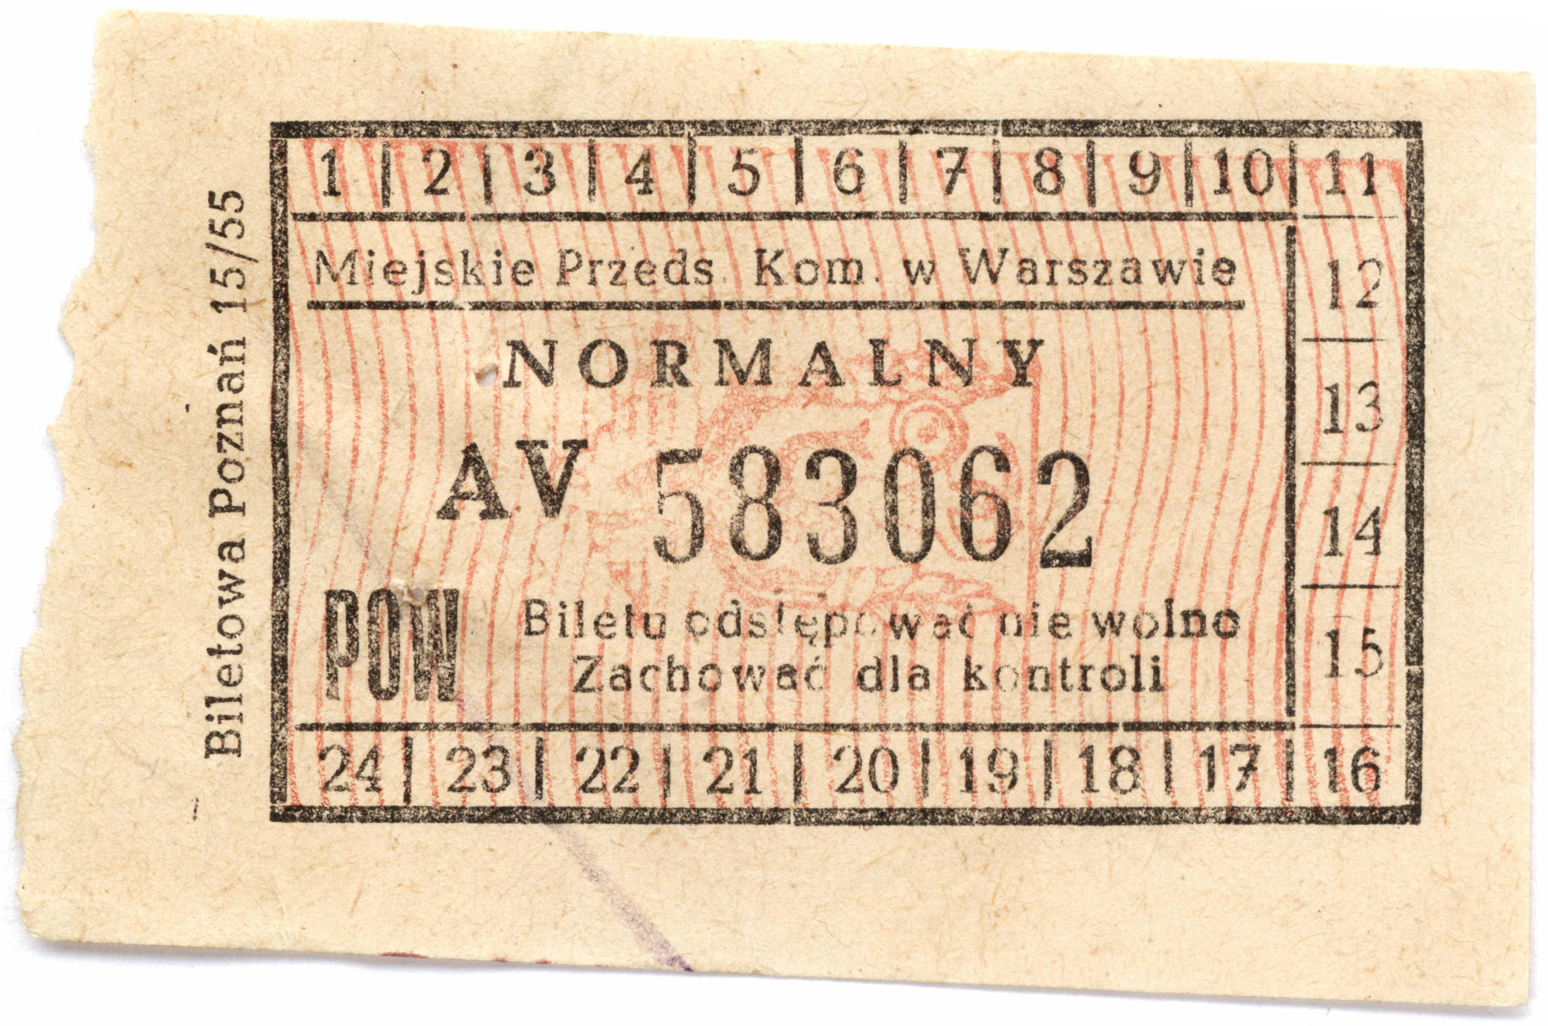 1 | 2 | 3 | 4 | 5 | 6 | 7 | 8 | 9 | 10 | 11
Miejskie Przeds. Kom. w Warszawie
12
NORMALNY
13
AV 583062
14
POW
Biletu odstępować nie wolno
Zachować dla kontroli
15
24 | 23 | 22 | 21 | 20 | 19 | 18 | 17 | 16
Biletowa Poznań 15/55